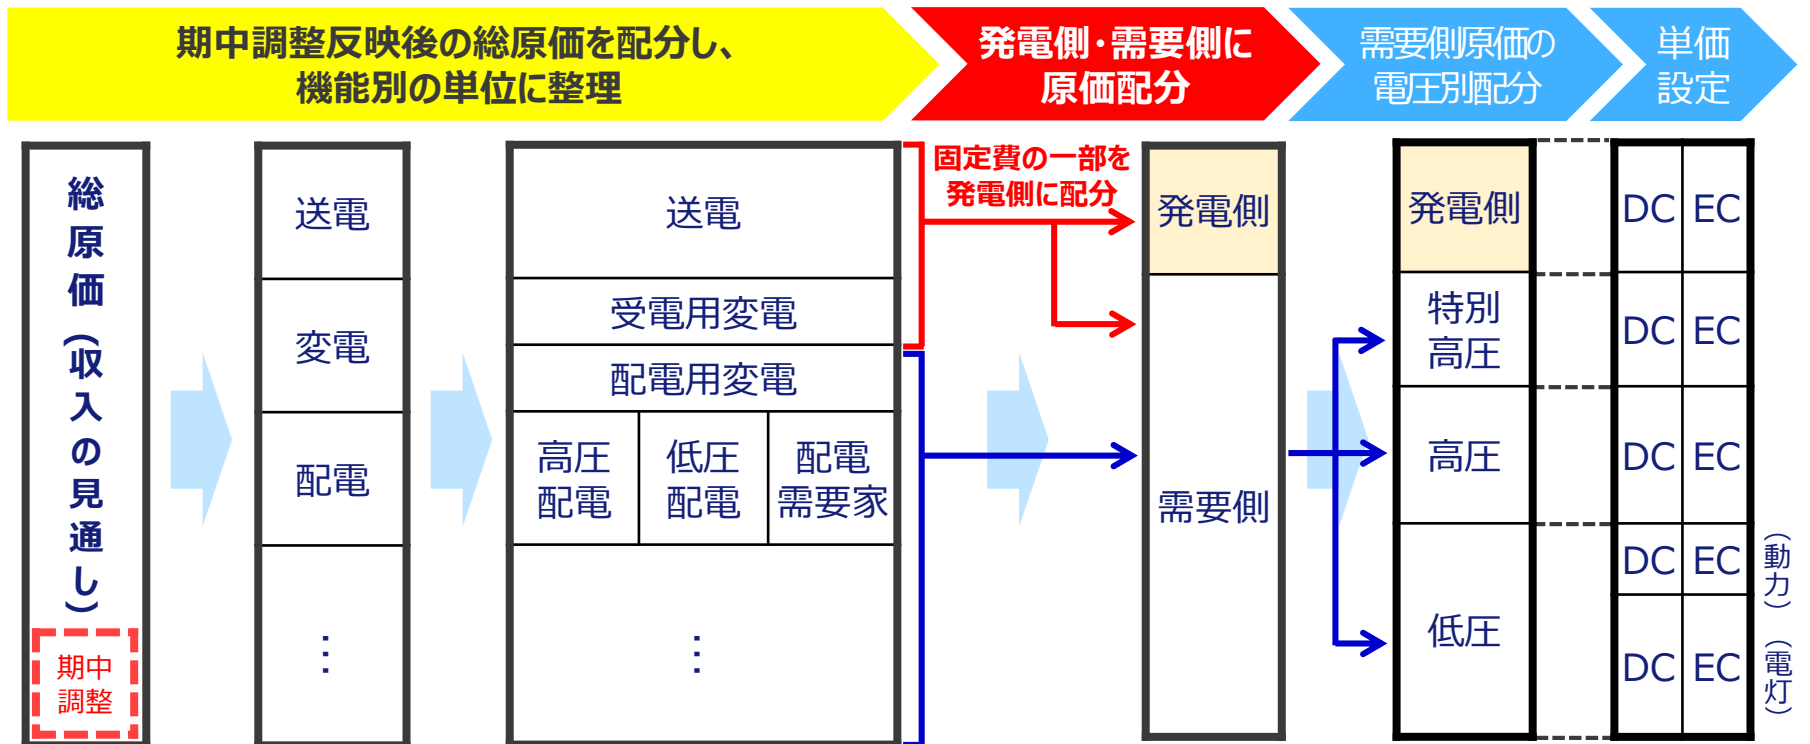 期中調整反映後の総原価を配分し、
機能別の単位に整理
発電側・需要側に
原価配分
需要側原価の
電圧別配分
単価
設定
総原価(収入の見通し)
期中
調整
送電
変電
配電
⋮
送電
受電用変電
配電用変電
高圧
配電
低圧
配電
配電
需要家
⋮
固定費の一部を
発電側に配分
発電側
需要側
発電側
特別
高圧
高圧
低圧
DC EC
DC EC
DC EC
DC EC
(動力)
DC EC
(電灯)